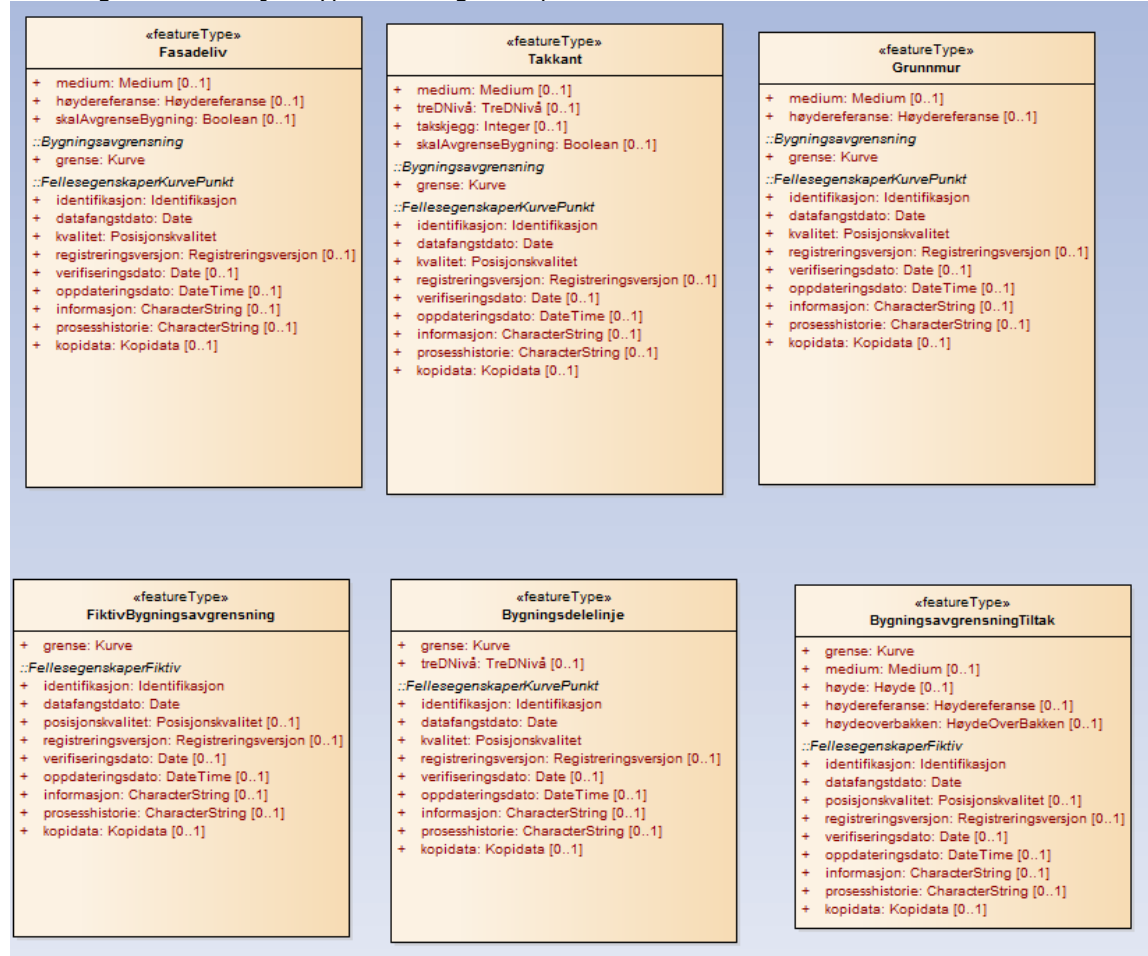 «featureType»
Fasadeliv
+ medium: Medium [0..1]
+ høydereferanse: Høydereferanse [0..1]
+ skalAvgrenseBygning: Boolean [0..1]
::Bygningsavgrensning
+ grense: Kurve
::FellesegenskaperKurvePunkt
+ identifikasjon: Identifikasjon
+ datafangstdato: Date
+ kvalitet: Posisjonskvalitet
+ registreringsversjon: Registreringsversjon [0..1]
+ verifiseringsdato: Date [0..1]
+ oppdateringsdato: DateTime [0..1]
+ informasjon: CharacterString [0..1]
+ prosesshistorie: CharacterString [0..1]
+ kopidata: Kopidata [0..1]
«featureType»
Takkant
+ medium: Medium [0..1]
+ treDNivå: TreDNivå [0..1]
+ takskjegg: Integer [0..1]
+ skalAvgrenseBygning: Boolean [0..1]
::Bygningsavgrensning
+ grense: Kurve
::FellesegenskaperKurvePunkt
+ identifikasjon: Identifikasjon
+ datafangstdato: Date
+ kvalitet: Posisjonskvalitet
+ registreringsversjon: Registreringsversjon [0..1]
+ verifiseringsdato: Date [0..1]
+ oppdateringsdato: DateTime [0..1]
+ informasjon: CharacterString [0..1]
+ prosesshistorie: CharacterString [0..1]
+ kopidata: Kopidata [0..1]
«featureType»
Grunnmur
+ medium: Medium [0..1]
+ høydereferanse: Høydereferanse [0..1]
::Bygningsavgrensning
+ grense: Kurve
::FellesegenskaperKurvePunkt
+ identifikasjon: Identifikasjon
+ datafangstdato: Date
+ kvalitet: Posisjonskvalitet
+ registreringsversjon: Registreringsversjon [0..1]
+ verifiseringsdato: Date [0..1]
+ oppdateringsdato: DateTime [0..1]
+ informasjon: CharacterString [0..1]
+ prosesshistorie: CharacterString [0..1]
+ kopidata: Kopidata [0..1]
«featureType»
FiktivBygningsavgrensning
+ grense: Kurve
::FellesegenskaperFiktiv
+ identifikasjon: Identifikasjon
+ datafangstdato: Date
+ posisjonskvalitet: Posisjonskvalitet [0..1]
+ registreringsversjon: Registreringsversjon [0..1]
+ verifiseringsdato: Date [0..1]
+ oppdateringsdato: DateTime [0..1]
+ informasjon: CharacterString [0..1]
+ prosesshistorie: CharacterString [0..1]
+ kopidata: Kopidata [0..1]
«featureType»
Bygningsdelelinje
+ grense: Kurve
+ treDNivå: TreDNivå [0..1]
::FellesegenskaperKurvePunkt
+ identifikasjon: Identifikasjon
+ datafangstdato: Date
+ kvalitet: Posisjonskvalitet
+ registreringsversjon: Registreringsversjon [0..1]
+ verifiseringsdato: Date [0..1]
+ oppdateringsdato: DateTime [0..1]
+ informasjon: CharacterString [0..1]
+ prosesshistorie: CharacterString [0..1]
+ kopidata: Kopidata [0..1]
«featureType»
BygningsavgrensningTiltak
+ grense: Kurve
+ medium: Medium [0..1]
+ høyde: Høyde [0..1]
+ høydereferanse: Høydereferanse [0..1]
+ høydeoverbakken: HøydeOverBakken [0..1]
::FellesegenskaperFiktiv
+ identifikasjon: Identifikasjon
+ datafangstdato: Date
+ posisjonskvalitet: Posisjonskvalitet [0..1]
+ registreringsversjon: Registreringsversjon [0..1]
+ verifiseringsdato: Date [0..1]
+ oppdateringsdato: DateTime [0..1]
+ informasjon: CharacterString [0..1]
+ prosesshistorie: CharacterString [0..1]
+ kopidata: Kopidata [0..1]